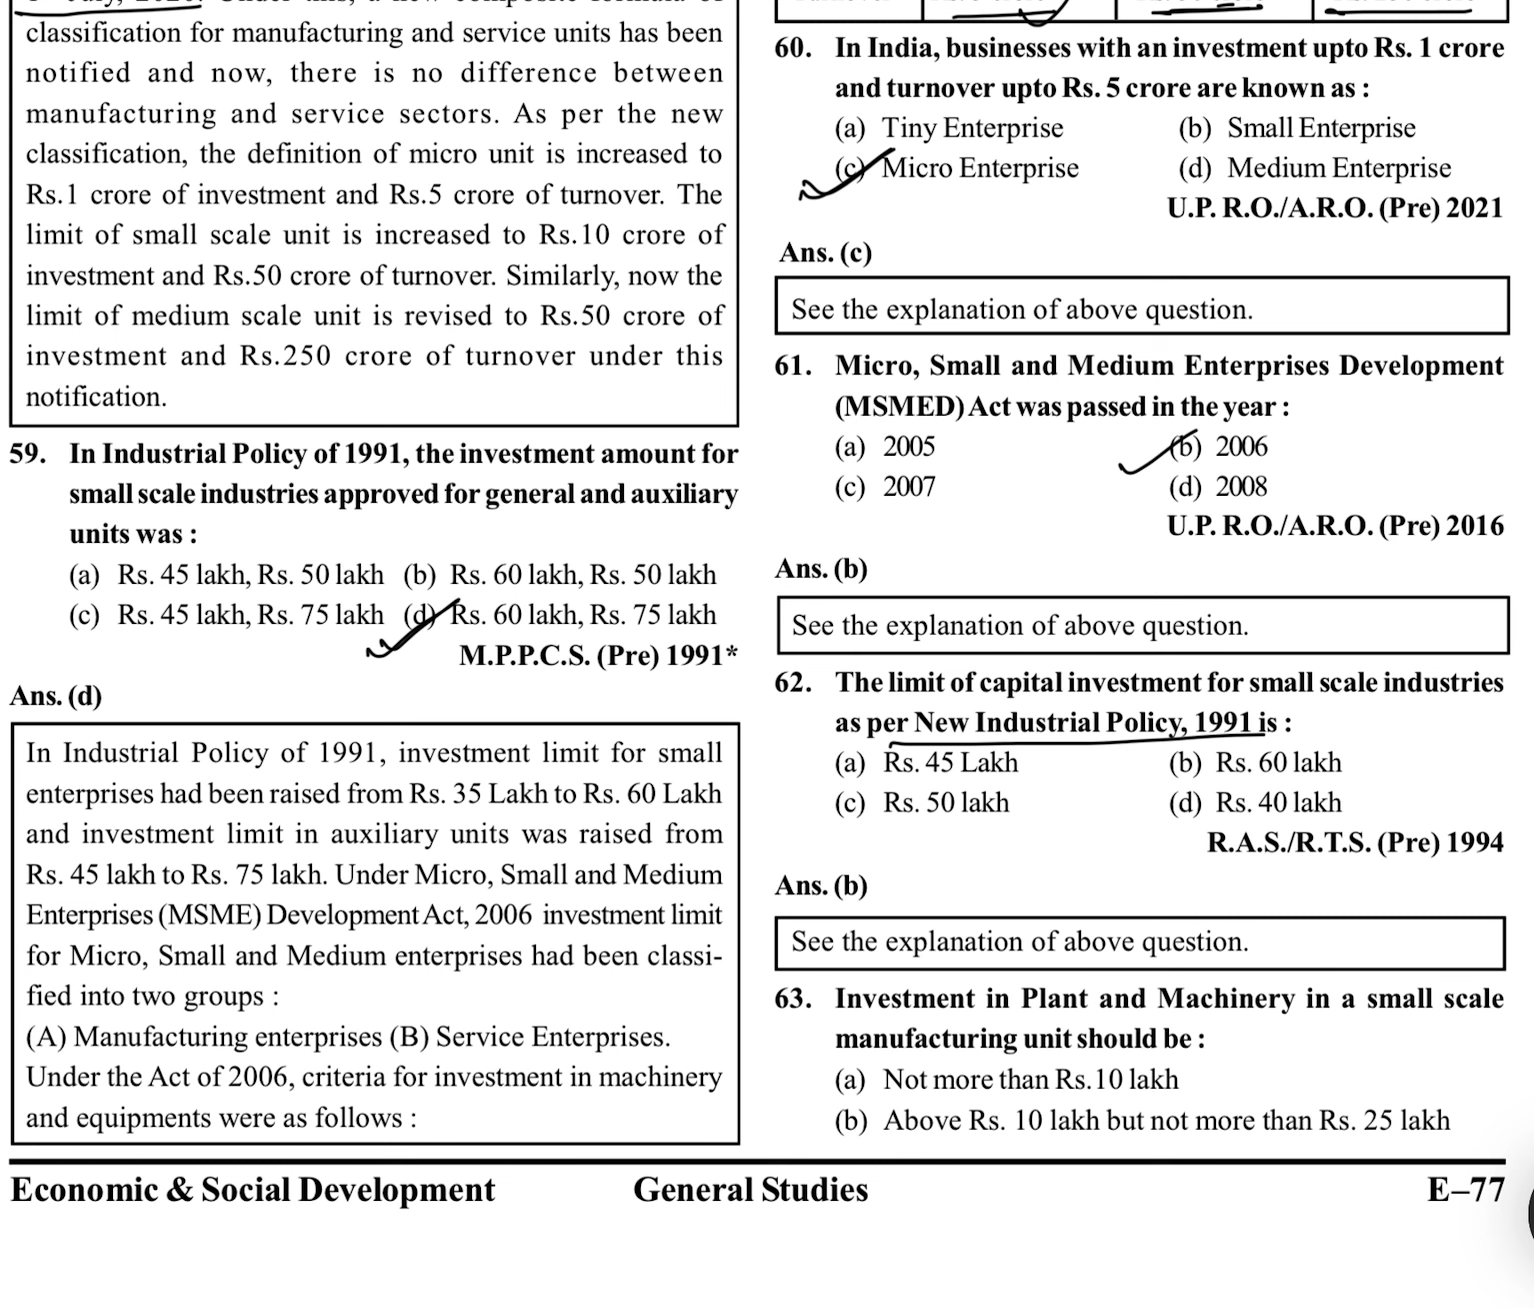 classification for manufacturing and service units has been
notified and now, there is no difference between
manufacturing and service sectors. As per the new
classification, the definition of micro unit is increased to
Rs.1 crore of investment and Rs.5 crore of turnover. The
limit of small scale unit is increased to Rs.10 crore of
investment and Rs.50 crore of turnover. Similarly, now the
limit of medium scale unit is revised to Rs.50 crore of
investment and Rs.250 crore of turnover under this
notification.
59. In Industrial Policy of 1991, the investment amount for
small scale industries approved for general and auxiliary
units was :
(a) Rs. 45 lakh, Rs. 50 lakh (b) Rs. 60 lakh, Rs. 50 lakh
(c) Rs. 45 lakh, Rs. 75 lakh (d) Rs. 60 lakh, Rs. 75 lakh
M.P.P.C.S. (Pre) 1991*
Ans. (d)
In Industrial Policy of 1991, investment limit for small
enterprises had been raised from Rs. 35 Lakh to Rs. 60 Lakh
and investment limit in auxiliary units was raised from
Rs. 45 lakh to Rs. 75 lakh. Under Micro, Small and Medium
Enterprises (MSME) Development Act, 2006 investment limit
for Micro, Small and Medium enterprises had been classi-
fied into two groups :
(A) Manufacturing enterprises (B) Service Enterprises.
Under the Act of 2006, criteria for investment in machinery
and equipments were as follows :
60. In India, businesses with an investment upto Rs. 1 crore
and turnover upto Rs. 5 crore are known as :
(a) Tiny Enterprise (b) Small Enterprise
(c) Micro Enterprise (d) Medium Enterprise
U.P. R.O./A.R.O. (Pre) 2021
Ans. (c)
See the explanation of above question.
61. Micro, Small and Medium Enterprises Development
(MSMED) Act was passed in the year :
(a) 2005 (b) 2006
(c) 2007 (d) 2008
U.P. R.O./A.R.O. (Pre) 2016
Ans. (b)
See the explanation of above question.
62. The limit of capital investment for small scale industries
as per New Industrial Policy, 1991 is :
(a) Rs. 45 Lakh (b) Rs. 60 lakh
(c) Rs. 50 lakh (d) Rs. 40 lakh
R.A.S./R.T.S. (Pre) 1994
Ans. (b)
See the explanation of above question.
63. Investment in Plant and Machinery in a small scale
manufacturing unit should be :
(a) Not more than Rs.10 lakh
(b) Above Rs. 10 lakh but not more than Rs. 25 lakh
Economic & Social Development General Studies E–77